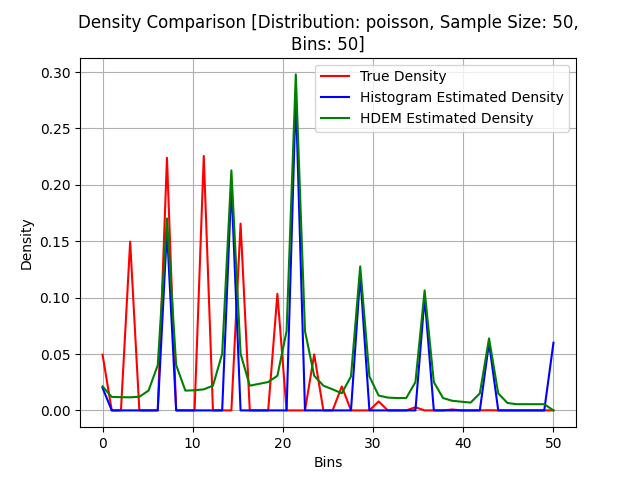 Density Comparison [Distribution: poisson, Sample Size: 50,
Bins: 50]
True Density
Histogram Estimated Density
HDEM Estimated Density
Density
0.30
0.25
0.20
0.15
0.10
0.05
0.00
0 10 20 30 40 50
Bins